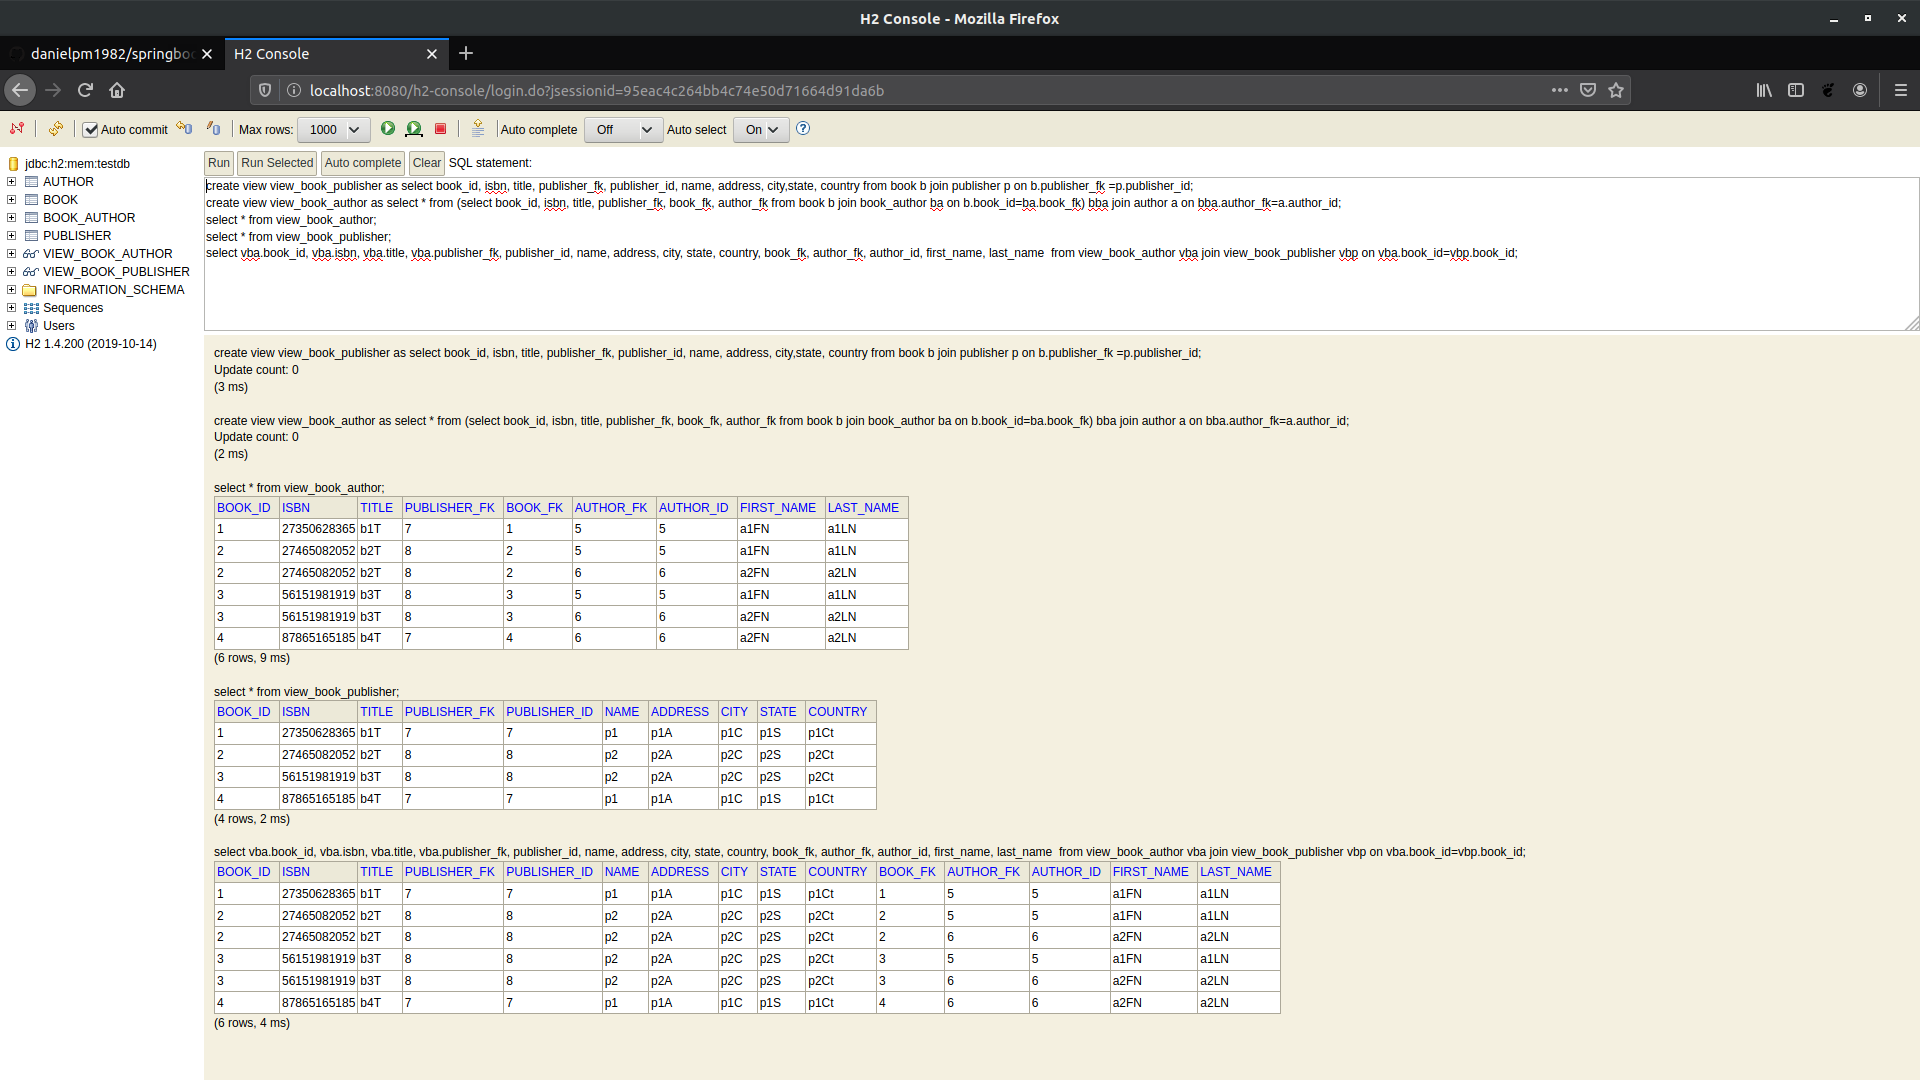 H2 Console - Mozilla Firefox
danielpm1982/springboo
H2 Console
localhost:8080/h2-console/login.do?jsessionid=95eac4c264bb4c74e50d71664d91da6b
Auto commit Max rows: 1000 Auto complete Off Auto select On
jdbc:h2:mem:testdb
AUTHOR
BOOK
BOOK_AUTHOR
PUBLISHER
VIEW_BOOK_AUTHOR
VIEW_BOOK_PUBLISHER
INFORMATION_SCHEMA
Sequences
Users
H2 1.4.200 (2019-10-14)
Run Run Selected Auto complete Clear SQL statement:
create view view_book_publisher as select book_id, isbn, title, publisher_fk, publisher_id, name, address, city,state, country from book b join publisher p on b.publisher_fk =p.publisher_id;
create view view_book_author as select * from (select book_id, isbn, title, publisher_fk, book_fk, author_fk from book b join book_author ba on b.book_id=ba.book_fk) bba join author a on bba.author_fk=a.author_id;
select * from view_book_author;
select * from view_book_publisher;
select vba.book_id, vba.isbn, vba.title, vba.publisher_fk, publisher_id, name, address, city, state, country, book_fk, author_fk, author_id, first_name, last_name  from view_book_author vba join view_book_publisher vbp on vba.book_id=vbp.book_id;
create view view_book_publisher as select book_id, isbn, title, publisher_fk, publisher_id, name, address, city,state, country from book b join publisher p on b.publisher_fk =p.publisher_id;
Update count: 0
(3 ms)
create view view_book_author as select * from (select book_id, isbn, title, publisher_fk, book_fk, author_fk from book b join book_author ba on b.book_id=ba.book_fk) bba join author a on bba.author_fk=a.author_id;
Update count: 0
(2 ms)
select * from view_book_author;
BOOK_ID ISBN TITLE PUBLISHER_FK BOOK_FK AUTHOR_FK AUTHOR_ID FIRST_NAME LAST_NAME
1 27350628365 b1T 7 1 5 5 a1FN a1LN
2 27465082052 b2T 8 2 5 5 a1FN a1LN
2 27465082052 b2T 8 2 6 6 a2FN a2LN
3 56151981919 b3T 8 3 5 5 a1FN a1LN
3 56151981919 b3T 8 3 6 6 a2FN a2LN
4 87865165185 b4T 7 4 6 6 a2FN a2LN
(6 rows, 9 ms)
select * from view_book_publisher;
BOOK_ID ISBN TITLE PUBLISHER_FK PUBLISHER_ID NAME ADDRESS CITY STATE COUNTRY
1 27350628365 b1T 7 7 p1 p1A p1C p1S p1Ct
2 27465082052 b2T 8 8 p2 p2A p2C p2S p2Ct
3 56151981919 b3T 8 8 p2 p2A p2C p2S p2Ct
4 87865165185 b4T 7 7 p1 p1A p1C p1S p1Ct
(4 rows, 2 ms)
select vba.book_id, vba.isbn, vba.title, vba.publisher_fk, publisher_id, name, address, city, state, country, book_fk, author_fk, author_id, first_name, last_name  from view_book_author vba join view_book_publisher vbp on vba.book_id=vbp.book_id;
BOOK_ID ISBN TITLE PUBLISHER_FK PUBLISHER_ID NAME ADDRESS CITY STATE COUNTRY BOOK_FK AUTHOR_FK AUTHOR_ID FIRST_NAME LAST_NAME
1 27350628365 b1T 7 7 p1 p1A p1C p1S p1Ct 1 5 5 a1FN a1LN
2 27465082052 b2T 8 8 p2 p2A p2C p2S p2Ct 2 5 5 a1FN a1LN
2 27465082052 b2T 8 8 p2 p2A p2C p2S p2Ct 2 6 6 a2FN a2LN
3 56151981919 b3T 8 8 p2 p2A p2C p2S p2Ct 3 5 5 a1FN a1LN
3 56151981919 b3T 8 8 p2 p2A p2C p2S p2Ct 3 6 6 a2FN a2LN
4 87865165185 b4T 7 7 p1 p1A p1C p1S p1Ct 4 6 6 a2FN a2LN
(6 rows, 4 ms)